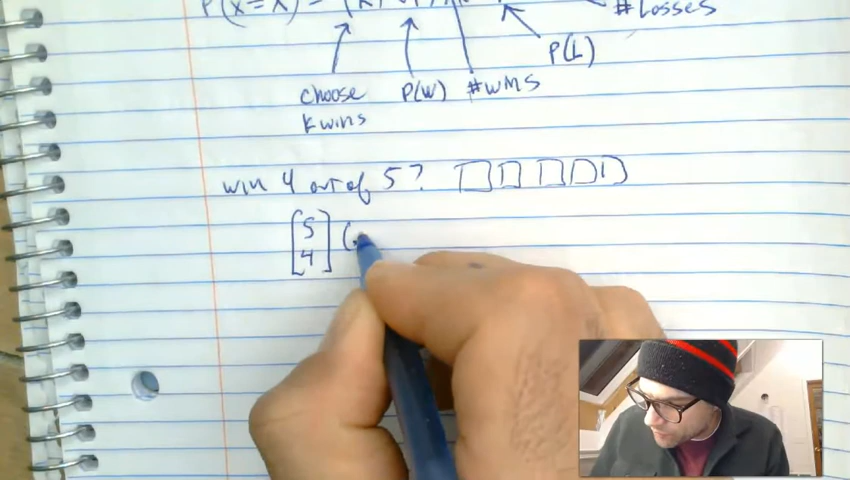 P(X=x) =
#Losses
P(L)
choose P(W) #wins
k wins
win 4 out of 5?
[5
4] (.